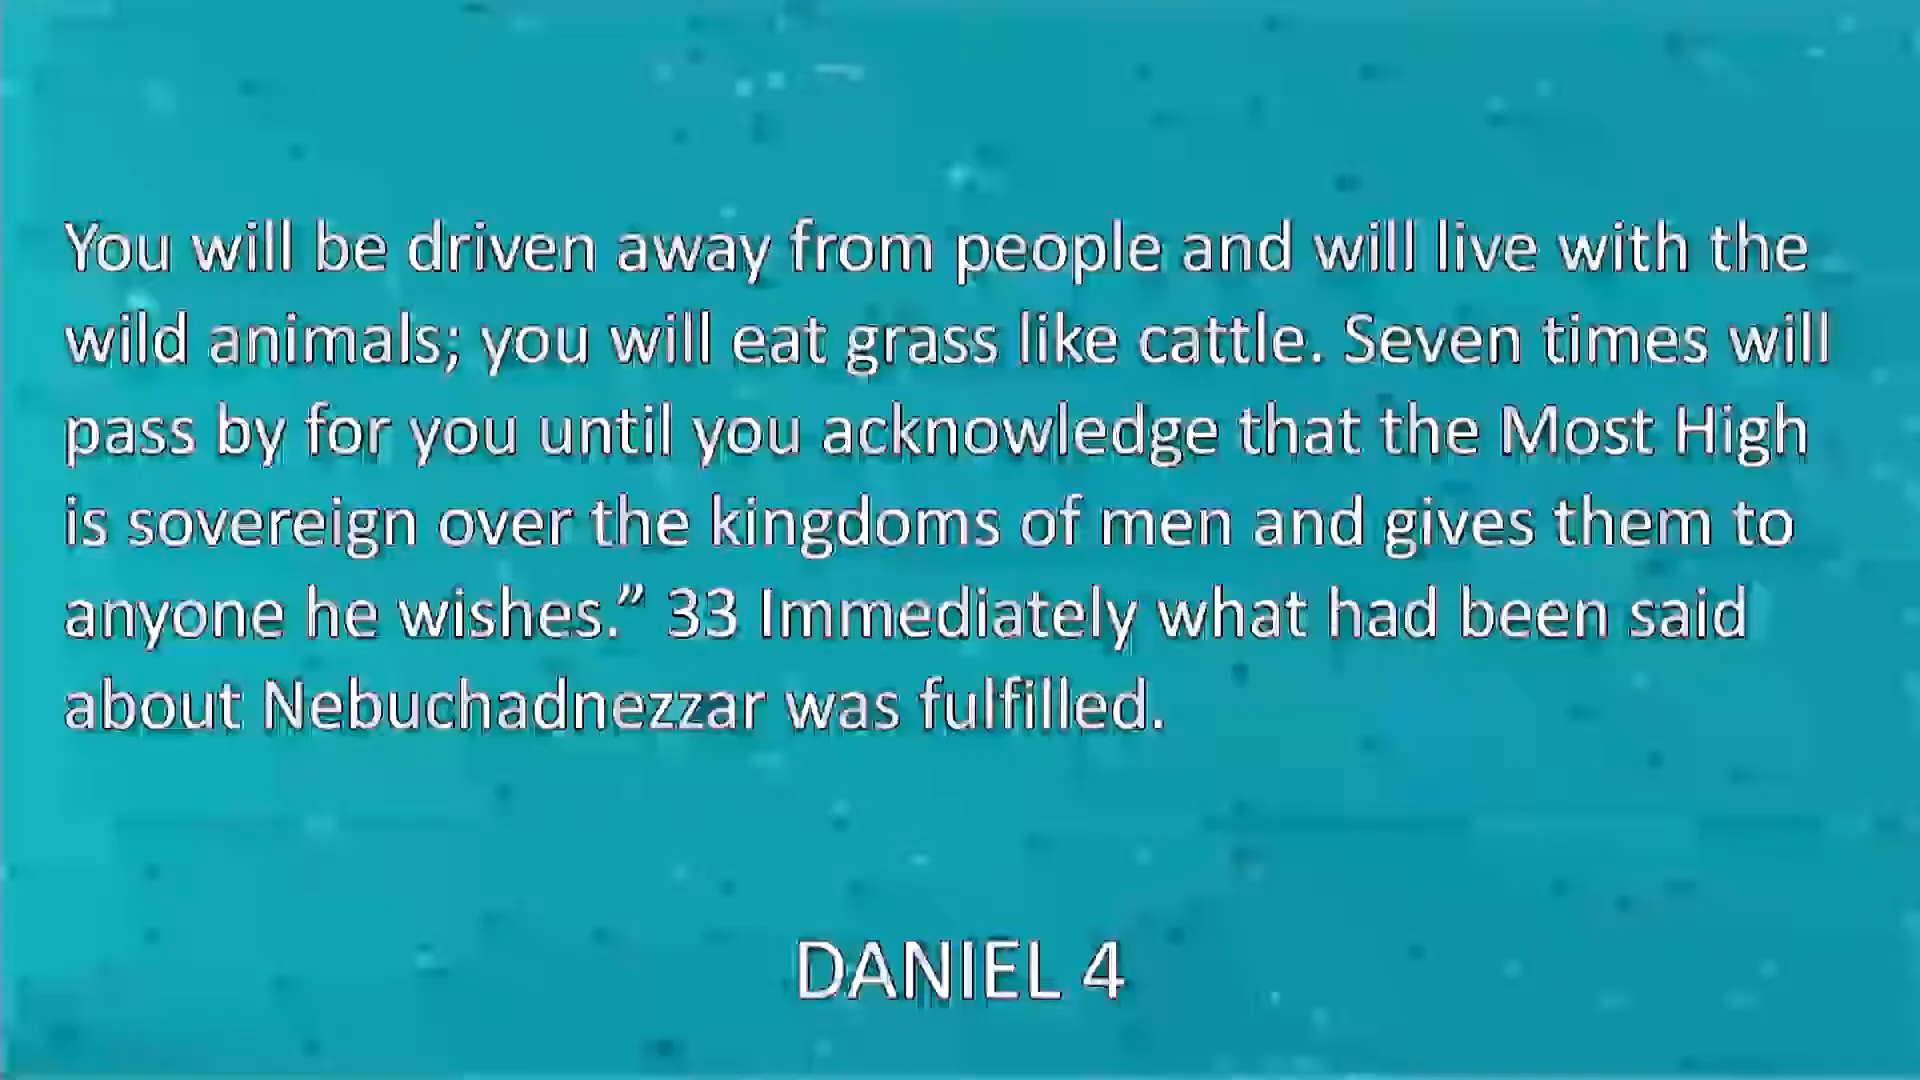 You will be driven away from people and will live with the
wild animals; you will eat grass like cattle. Seven times will
pass by for you until you acknowledge that the Most High
is sovereign over the kingdoms of men and gives them to
anyone he wishes.” 33 Immediately what had been said
about Nebuchadnezzar was fulfilled.
DANIEL 4